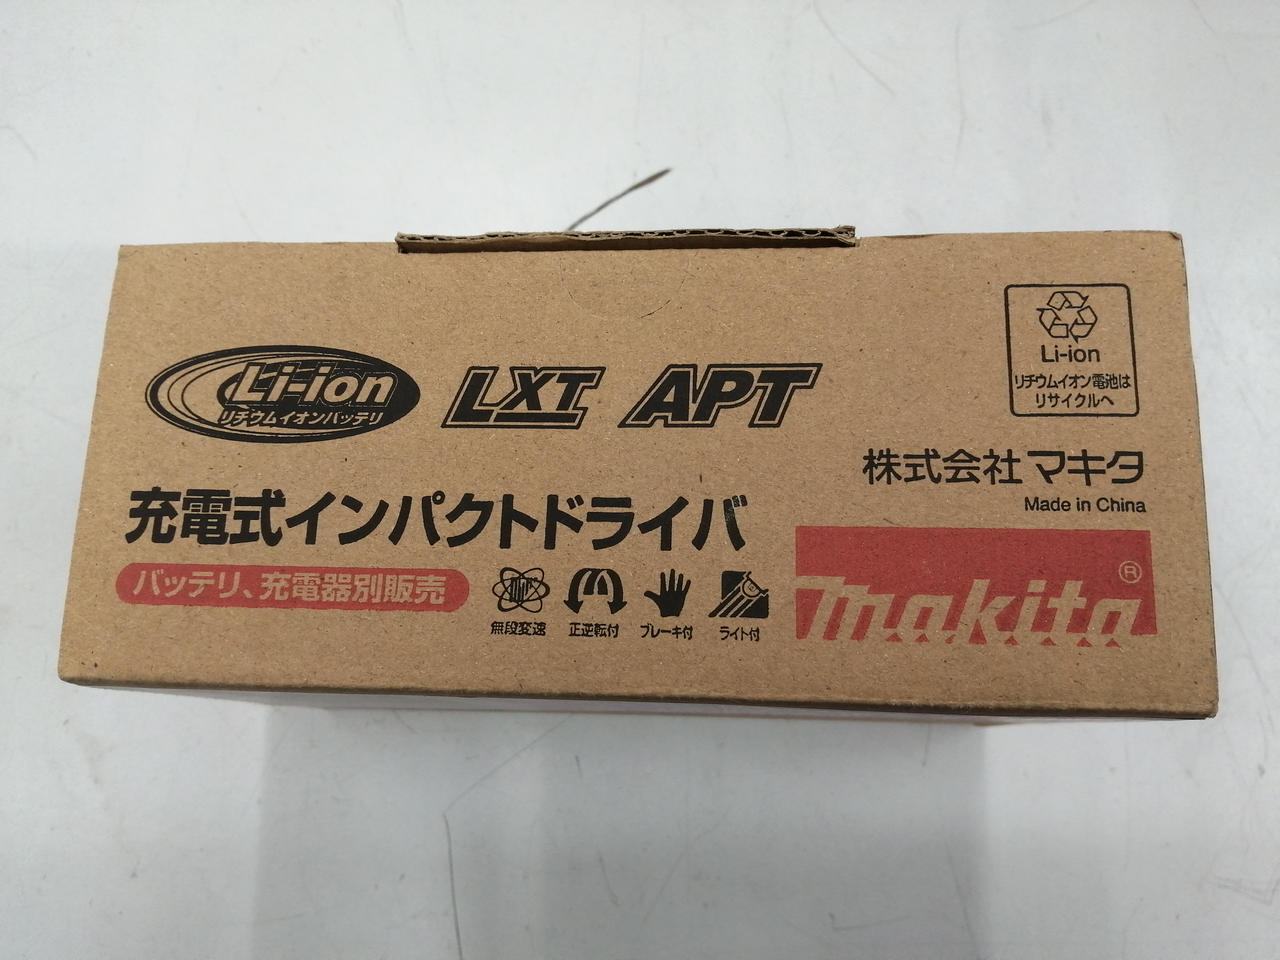 Li-ion
リチウムイオンバッテリ
LXT
APT
Li-ion
リチウムイオン電池は
リサイクルへ
株式会社マキタ
Made in China
充電式インパクトドライバ
バッテリ、充電器別販売
無段変速
正逆転付
ブレーキ付
ライト付
makita®